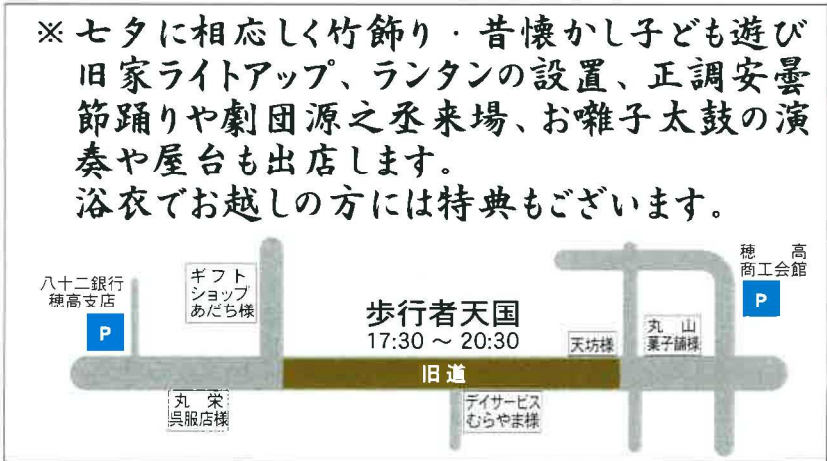 ※ 七夕に相応しく竹飾り・昔懐かし子ども遊び
旧家ライトアップ、ランタンの設置、正調安曇
節踊りや劇団源之丞来場、お囃子太鼓の演
奏や屋台も出店します。
浴衣でお越しの方には特典もございます。
八十二銀行
穂高支店
P
ギフト
ショップ
あだち様
歩行者天国
17:30 ～ 20:30
天坊様
丸 山
菓子舗様
穂 高
商工会館
P
旧道
丸 栄
呉服店様
デイサービス
むらやま様